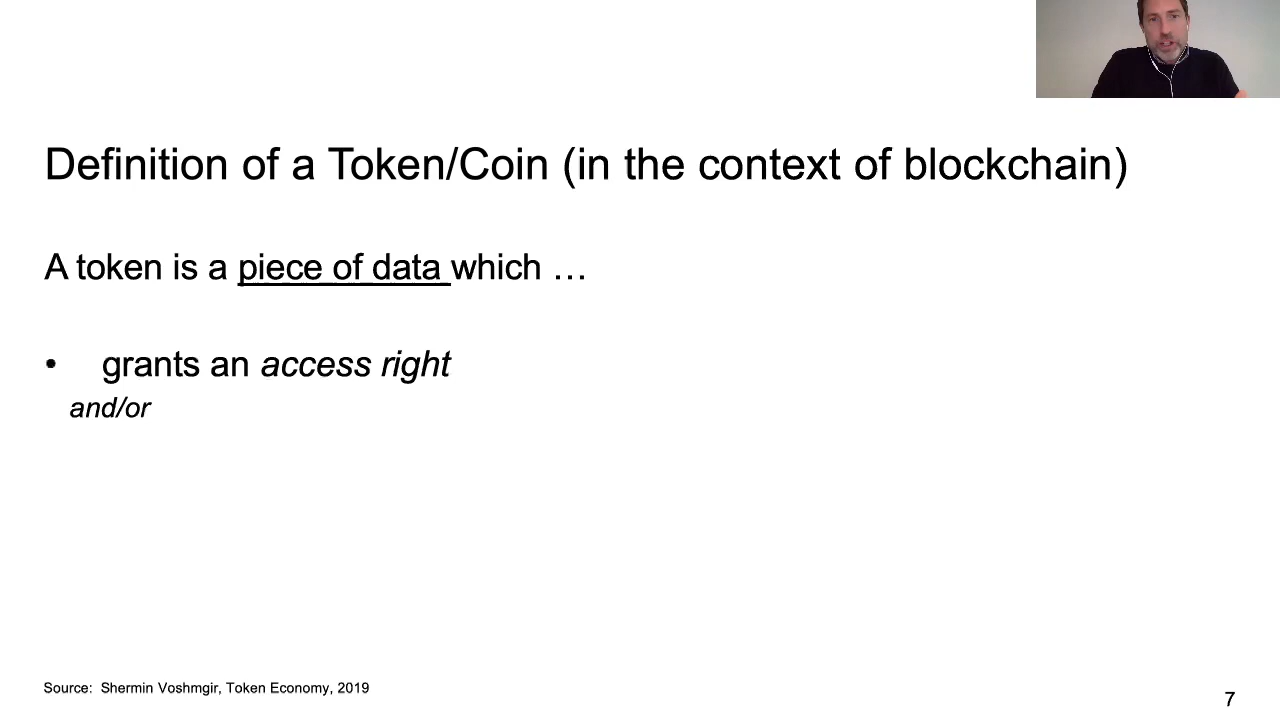 Definition of a Token/Coin (in the context of blockchain)
A token is a piece of data which …
• grants an access right
and/or
Source: Shermin Voshmgir, Token Economy, 2019
7